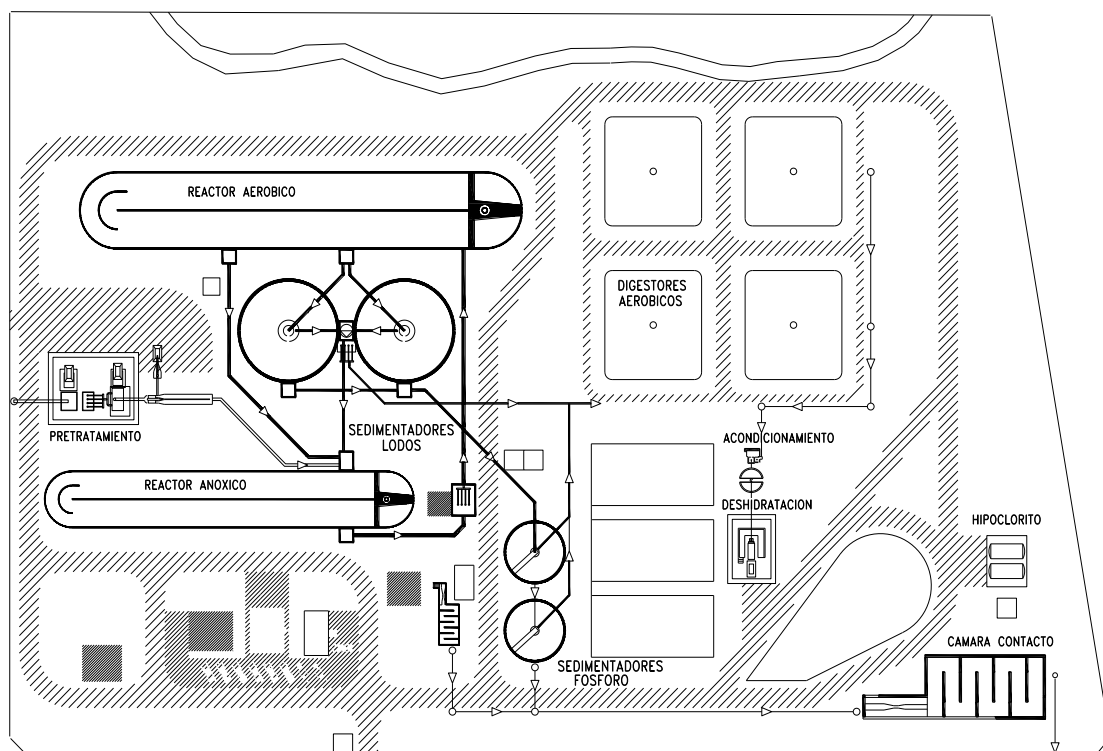 REACTOR AEROBICO
DIGESTORES
AEROBICOS
PRETRATAMIENTO
SEDIMENTADORES
LODOS
ACONDICIONAMIENTO
REACTOR ANOXICO
DESHIDRATACION
HIPOCLORITO
CAMARA CONTACTO
SEDIMENTADORES
FOSFORO